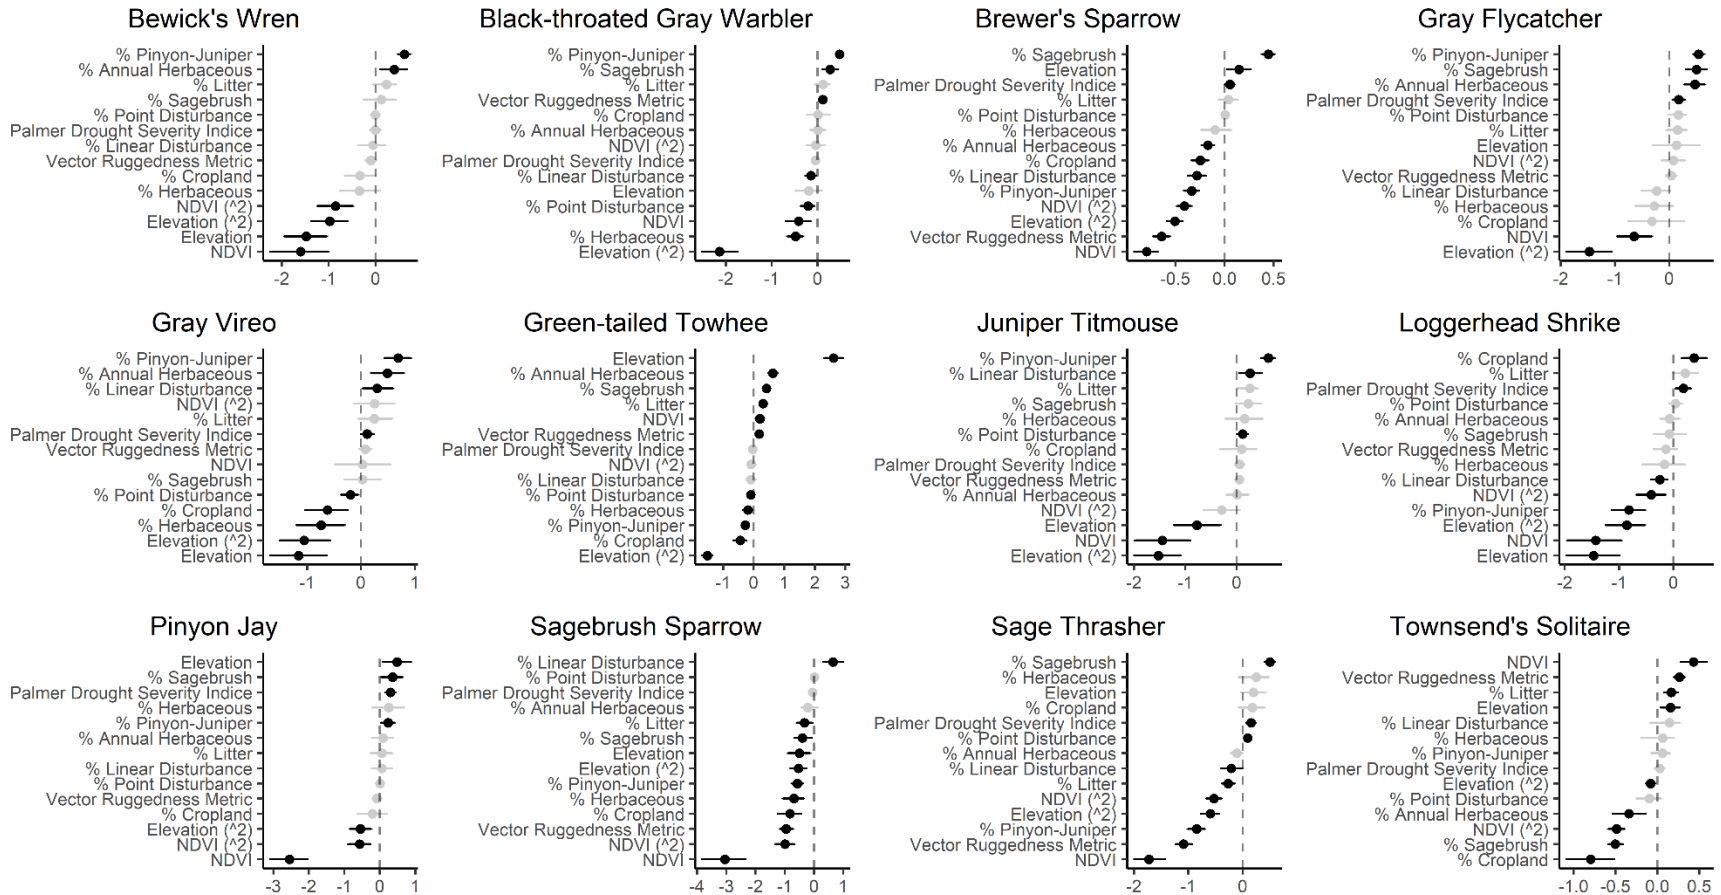 Bewick's Wren
% Pinyon-Juniper
% Annual Herbaceous
% Litter
% Sagebrush
% Point Disturbance
Palmer Drought Severity Indice
% Linear Disturbance
Vector Ruggedness Metric
% Cropland
% Herbaceous
NDVI (^2)
Elevation (^2)
Elevation
NDVI
-2 -1 0
Black-throated Gray Warbler
% Pinyon-Juniper
% Sagebrush
% Litter
Vector Ruggedness Metric
% Cropland
% Annual Herbaceous
NDVI (^2)
Palmer Drought Severity Indice
% Linear Disturbance
Elevation
% Point Disturbance
NDVI
% Herbaceous
Elevation (^2)
-2 -1 0
Brewer's Sparrow
% Sagebrush
Elevation
Palmer Drought Severity Indice
% Litter
% Point Disturbance
% Herbaceous
% Annual Herbaceous
% Cropland
% Linear Disturbance
% Pinyon-Juniper
NDVI (^2)
Elevation (^2)
Vector Ruggedness Metric
NDVI
-0.5 0.0 0.5
Gray Flycatcher
% Pinyon-Juniper
% Sagebrush
% Annual Herbaceous
Palmer Drought Severity Indice
% Point Disturbance
% Litter
Elevation
NDVI (^2)
Vector Ruggedness Metric
% Linear Disturbance
% Herbaceous
% Cropland
NDVI
Elevation (^2)
-2 -1 0
Gray Vireo
% Pinyon-Juniper
% Annual Herbaceous
% Linear Disturbance
NDVI (^2)
% Litter
Palmer Drought Severity Indice
Vector Ruggedness Metric
NDVI
% Sagebrush
% Point Disturbance
% Cropland
% Herbaceous
Elevation (^2)
Elevation
-1 0 1
Green-tailed Towhee
Elevation
% Annual Herbaceous
% Sagebrush
% Litter
NDVI
Vector Ruggedness Metric
Palmer Drought Severity Indice
NDVI (^2)
% Linear Disturbance
% Point Disturbance
% Herbaceous
% Pinyon-Juniper
% Cropland
Elevation (^2)
-1 0 1 2 3
Juniper Titmouse
% Pinyon-Juniper
% Linear Disturbance
% Litter
% Sagebrush
% Herbaceous
% Point Disturbance
% Cropland
Palmer Drought Severity Indice
Vector Ruggedness Metric
% Annual Herbaceous
NDVI (^2)
Elevation
NDVI
Elevation (^2)
-2 -1 0
Loggerhead Shrike
% Cropland
% Litter
Palmer Drought Severity Indice
% Point Disturbance
% Annual Herbaceous
% Sagebrush
Vector Ruggedness Metric
% Herbaceous
% Linear Disturbance
NDVI (^2)
% Pinyon-Juniper
Elevation (^2)
NDVI
Elevation
-2 -1 0
Pinyon Jay
Elevation
% Sagebrush
Palmer Drought Severity Indice
% Herbaceous
% Pinyon-Juniper
% Annual Herbaceous
% Litter
% Linear Disturbance
% Point Disturbance
Vector Ruggedness Metric
% Cropland
Elevation (^2)
NDVI (^2)
NDVI
-3 -2 -1 0 1
Sagebrush Sparrow
% Linear Disturbance
% Point Disturbance
Palmer Drought Severity Indice
% Annual Herbaceous
% Litter
% Sagebrush
Elevation
Elevation (^2)
% Pinyon-Juniper
% Herbaceous
% Cropland
Vector Ruggedness Metric
NDVI (^2)
NDVI
-4 -3 -2 -1 0 1
Sage Thrasher
% Sagebrush
% Herbaceous
Elevation
% Cropland
Palmer Drought Severity Indice
% Point Disturbance
% Annual Herbaceous
% Linear Disturbance
% Litter
NDVI (^2)
Elevation (^2)
% Pinyon-Juniper
Vector Ruggedness Metric
NDVI
-2 -1 0
Townsend's Solitaire
NDVI
Vector Ruggedness Metric
% Litter
Elevation
% Linear Disturbance
% Herbaceous
% Pinyon-Juniper
Palmer Drought Severity Indice
Elevation (^2)
% Point Disturbance
% Annual Herbaceous
NDVI (^2)
% Sagebrush
% Cropland
-1.0 -0.5 0.0 0.5